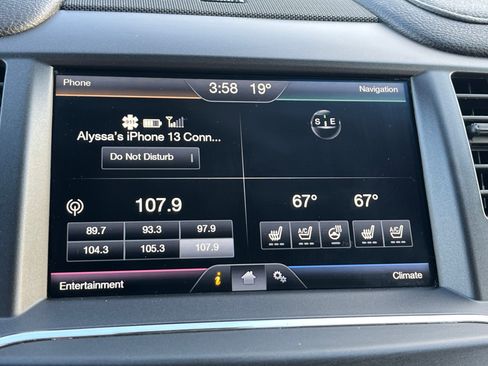 Phone
3:58 19°
Navigation
Alyssa's iPhone 13 Conn...
Do Not Disturb
S E
107.9
67° 67°
89.7 93.3 97.9
104.3 105.3 107.9
A/C A/C
Entertainment
i
Climate